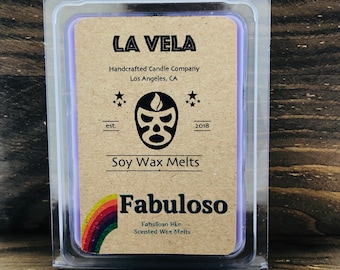 LA VELA
Handcrafted Candle Company
Los Angeles, CA
est. 2018
Soy Wax Melts
Fabuloso
Scented Wax Melts